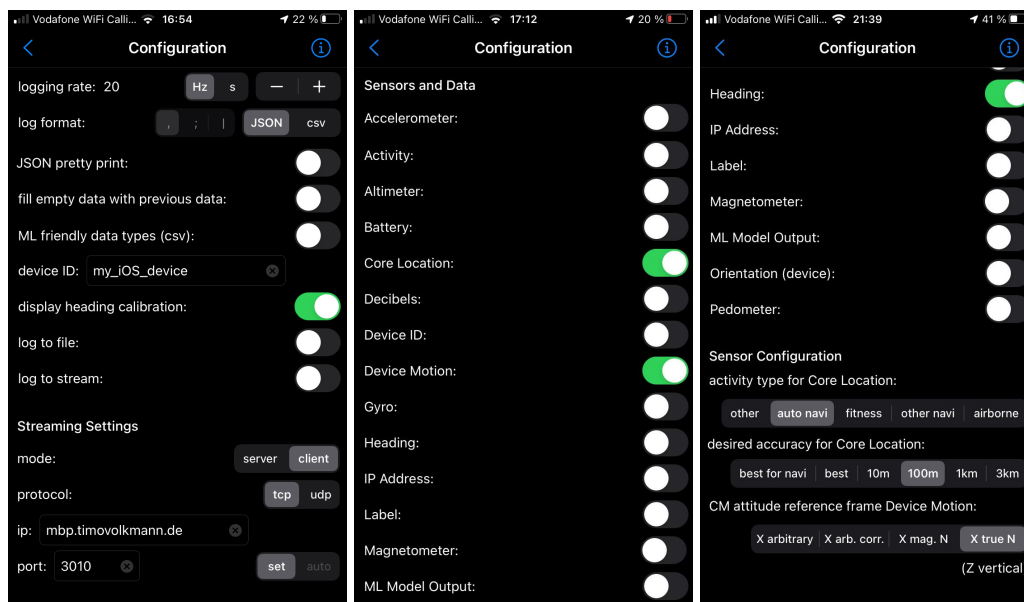 Vodafone WiFi Calli... 16:54 22 %
Configuration
logging rate: 20 Hz s − +
log format: , ; | JSON csv
JSON pretty print:
fill empty data with previous data:
ML friendly data types (csv):
device ID: my_iOS_device
display heading calibration:
log to file:
log to stream:
Streaming Settings
mode: server client
protocol: tcp udp
ip: mbp.timovolkmann.de
port: 3010 set auto
Vodafone WiFi Calli... 17:12 20 %
Configuration
Sensors and Data
Accelerometer:
Activity:
Altimeter:
Battery:
Core Location:
Decibels:
Device ID:
Device Motion:
Gyro:
Heading:
IP Address:
Label:
Magnetometer:
ML Model Output:
Vodafone WiFi Calli... 21:39 41 %
Configuration
Heading:
IP Address:
Label:
Magnetometer:
ML Model Output:
Orientation (device):
Pedometer:
Sensor Configuration
activity type for Core Location:
other auto navi fitness other navi airborne
desired accuracy for Core Location:
best for navi best 10m 100m 1km 3km
CM attitude reference frame Device Motion:
X arbitrary X arb. corr. X mag. N X true N
(Z vertical